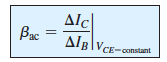 β_ac = ΔI_C / ΔI_B |_{V_CE=constant}